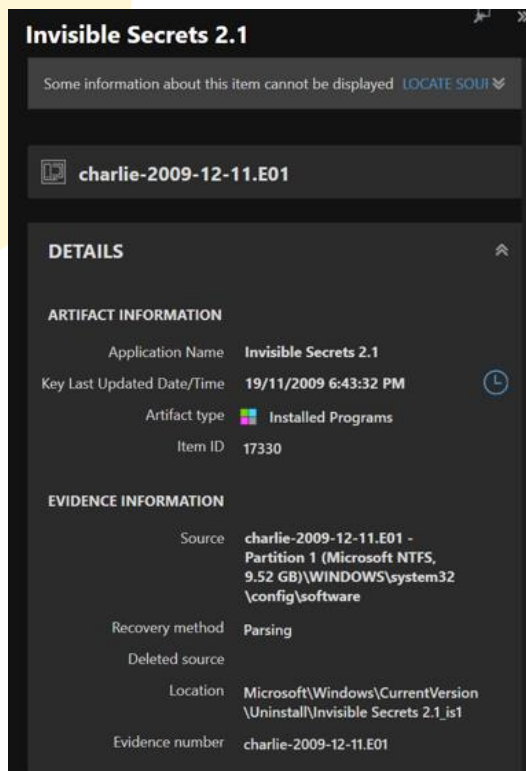 Invisible Secrets 2.1
Some information about this item cannot be displayed LOCATE SOUI
charlie-2009-12-11.E01
DETAILS
ARTIFACT INFORMATION
Application Name Invisible Secrets 2.1
Key Last Updated Date/Time 19/11/2009 6:43:32 PM
Artifact type Installed Programs
Item ID 17330
EVIDENCE INFORMATION
Source charlie-2009-12-11.E01 -
Partition 1 (Microsoft NTFS,
9.52 GB)\WINDOWS\system32
\config\software
Recovery method Parsing
Deleted source
Location Microsoft\Windows\CurrentVersion
\Uninstall\Invisible Secrets 2.1_is1
Evidence number charlie-2009-12-11.E01